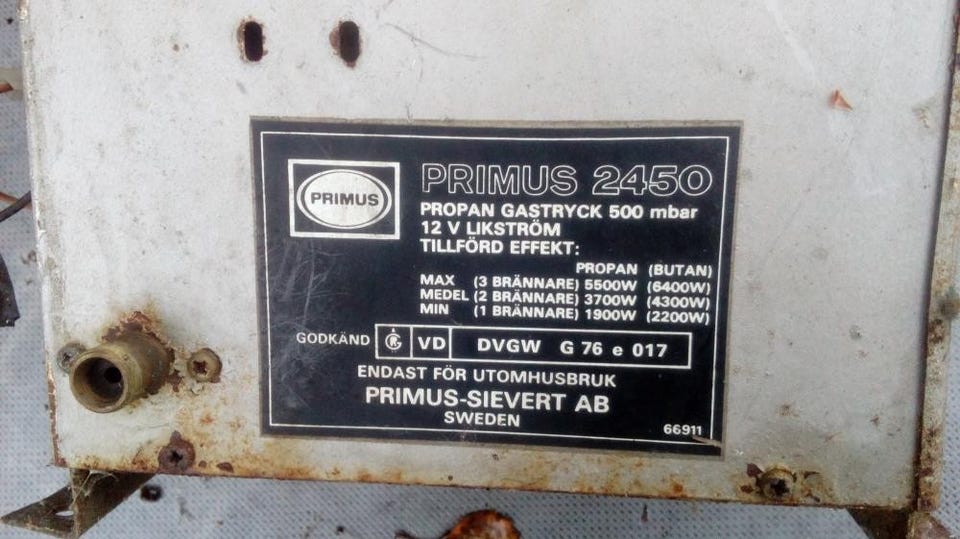 PRIMUS
PRIMUS 2450
PROPAN GASTRYCK 500 mbar
12 V LIKSTRÖM
TILLFÖRD EFFEKT:
PROPAN (BUTAN)
MAX (3 BRÄNNARE) 5500W (6400W)
MEDEL (2 BRÄNNARE) 3700W (4300W)
MIN (1 BRÄNNARE) 1900W (2200W)
GODKÄND VD DVGW G 76 e 017
ENDAST FÖR UTOMHUSBRUK
PRIMUS-SIEVERT AB
SWEDEN
66911